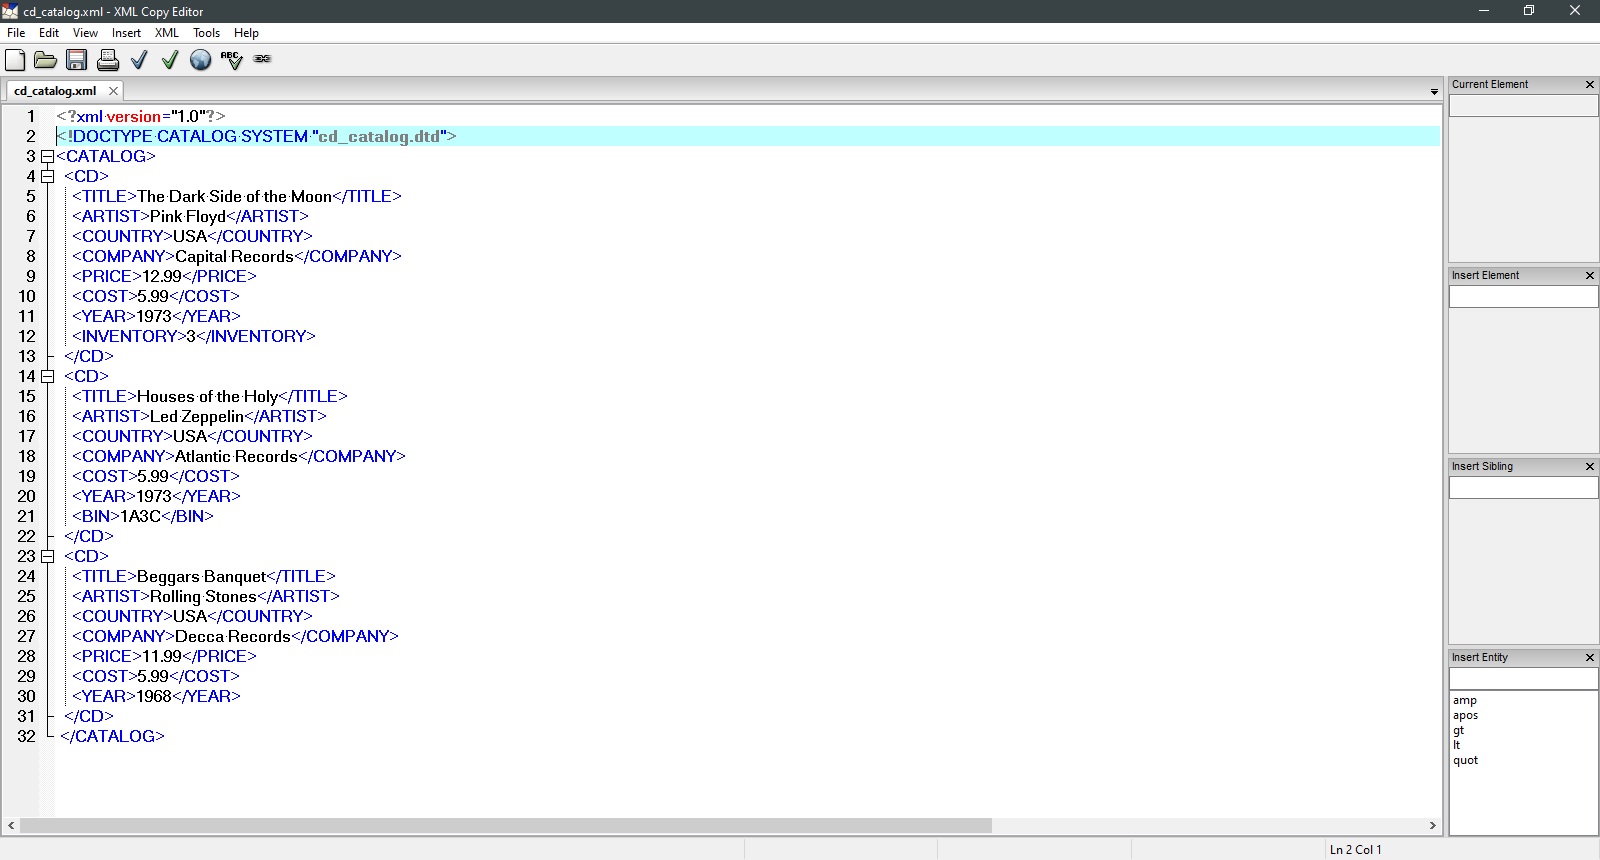 cd_catalog.xml - XML Copy Editor
File Edit View Insert XML Tools Help
ABC
cd_catalog.xml
1 <?xml version="1.0"?>
2 <!DOCTYPE CATALOG SYSTEM "cd_catalog.dtd">
3 <CATALOG>
4 <CD>
5 <TITLE>The Dark Side of the Moon</TITLE>
6 <ARTIST>Pink Floyd</ARTIST>
7 <COUNTRY>USA</COUNTRY>
8 <COMPANY>Capital Records</COMPANY>
9 <PRICE>12.99</PRICE>
10 <COST>5.99</COST>
11 <YEAR>1973</YEAR>
12 <INVENTORY>3</INVENTORY>
13 </CD>
14 <CD>
15 <TITLE>Houses of the Holy</TITLE>
16 <ARTIST>Led Zeppelin</ARTIST>
17 <COUNTRY>USA</COUNTRY>
18 <COMPANY>Atlantic Records</COMPANY>
19 <COST>5.99</COST>
20 <YEAR>1973</YEAR>
21 <BIN>1A3C</BIN>
22 </CD>
23 <CD>
24 <TITLE>Beggars Banquet</TITLE>
25 <ARTIST>Rolling Stones</ARTIST>
26 <COUNTRY>USA</COUNTRY>
27 <COMPANY>Decca Records</COMPANY>
28 <PRICE>11.99</PRICE>
29 <COST>5.99</COST>
30 <YEAR>1968</YEAR>
31 </CD>
32 </CATALOG>
Current Element
Insert Element
Insert Sibling
Insert Entity
amp
apos
gt
lt
quot
Ln 2 Col 1